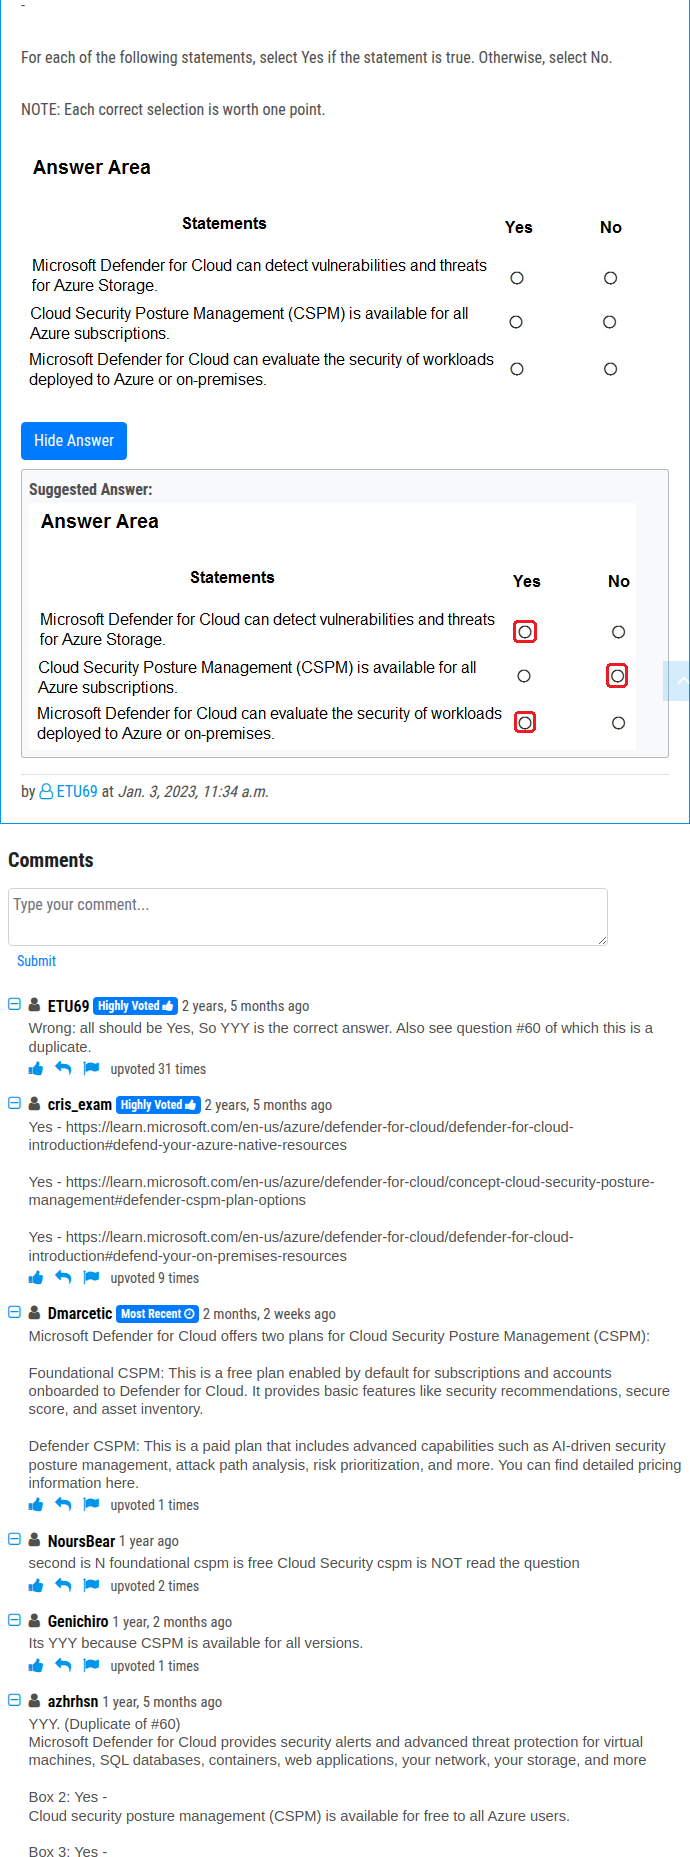 -
For each of the following statements, select Yes if the statement is true. Otherwise, select No.
NOTE: Each correct selection is worth one point.
Answer Area
Statements Yes No
Microsoft Defender for Cloud can detect vulnerabilities and threats
for Azure Storage.
Cloud Security Posture Management (CSPM) is available for all
Azure subscriptions.
Microsoft Defender for Cloud can evaluate the security of workloads
deployed to Azure or on-premises.
Hide Answer
Suggested Answer:
Answer Area
Statements Yes No
Microsoft Defender for Cloud can detect vulnerabilities and threats
for Azure Storage.
Cloud Security Posture Management (CSPM) is available for all
Azure subscriptions.
Microsoft Defender for Cloud can evaluate the security of workloads
deployed to Azure or on-premises.
by ETU69 at Jan. 3, 2023, 11:34 a.m.
Comments
Type your comment...
Submit
ETU69 Highly Voted 2 years, 5 months ago
Wrong: all should be Yes, So YYY is the correct answer. Also see question #60 of which this is a
duplicate.
upvoted 31 times
cris_exam Highly Voted 2 years, 5 months ago
Yes - https://learn.microsoft.com/en-us/azure/defender-for-cloud/defender-for-cloud-
introduction#defend-your-azure-native-resources
Yes - https://learn.microsoft.com/en-us/azure/defender-for-cloud/concept-cloud-security-posture-
management#defender-cspm-plan-options
Yes - https://learn.microsoft.com/en-us/azure/defender-for-cloud/defender-for-cloud-
introduction#defend-your-on-premises-resources
upvoted 9 times
Dmarcetic Most Recent 2 months, 2 weeks ago
Microsoft Defender for Cloud offers two plans for Cloud Security Posture Management (CSPM):
Foundational CSPM: This is a free plan enabled by default for subscriptions and accounts
onboarded to Defender for Cloud. It provides basic features like security recommendations, secure
score, and asset inventory.
Defender CSPM: This is a paid plan that includes advanced capabilities such as AI-driven security
posture management, attack path analysis, risk prioritization, and more. You can find detailed pricing
information here.
upvoted 1 times
NoursBear 1 year ago
second is N foundational cspm is free Cloud Security cspm is NOT read the question
upvoted 2 times
Genichiro 1 year, 2 months ago
Its YYY because CSPM is available for all versions.
upvoted 1 times
azhrhsn 1 year, 5 months ago
YYY. (Duplicate of #60)
Microsoft Defender for Cloud provides security alerts and advanced threat protection for virtual
machines, SQL databases, containers, web applications, your network, your storage, and more
Box 2: Yes -
Cloud security posture management (CSPM) is available for free to all Azure users.
Box 3: Yes -